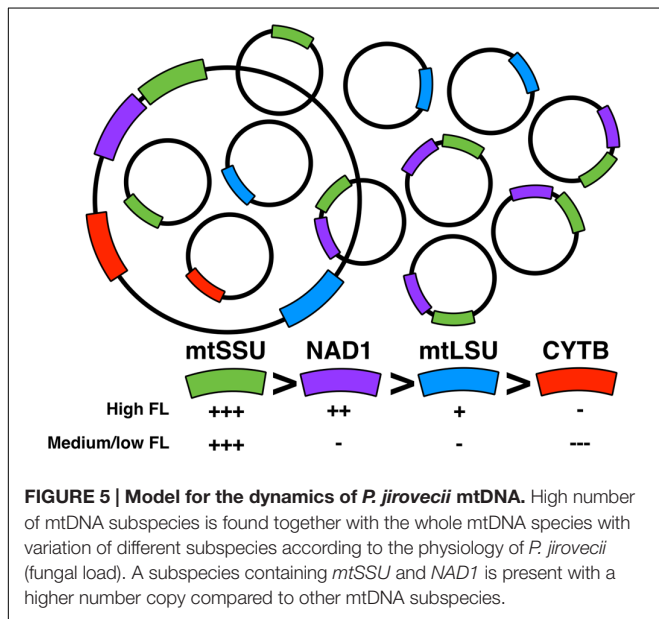 mtSSU NAD1 mtLSU CYTB
> > >
High FL +++ ++ + -
Medium/low FL +++ - - ---
FIGURE 5 | Model for the dynamics of P. jirovecii mtDNA. High number
of mtDNA subspecies is found together with the whole mtDNA species with
variation of different subspecies according to the physiology of P. jirovecii
(fungal load). A subspecies containing mtSSU and NAD1 is present with a
higher number copy compared to other mtDNA subspecies.